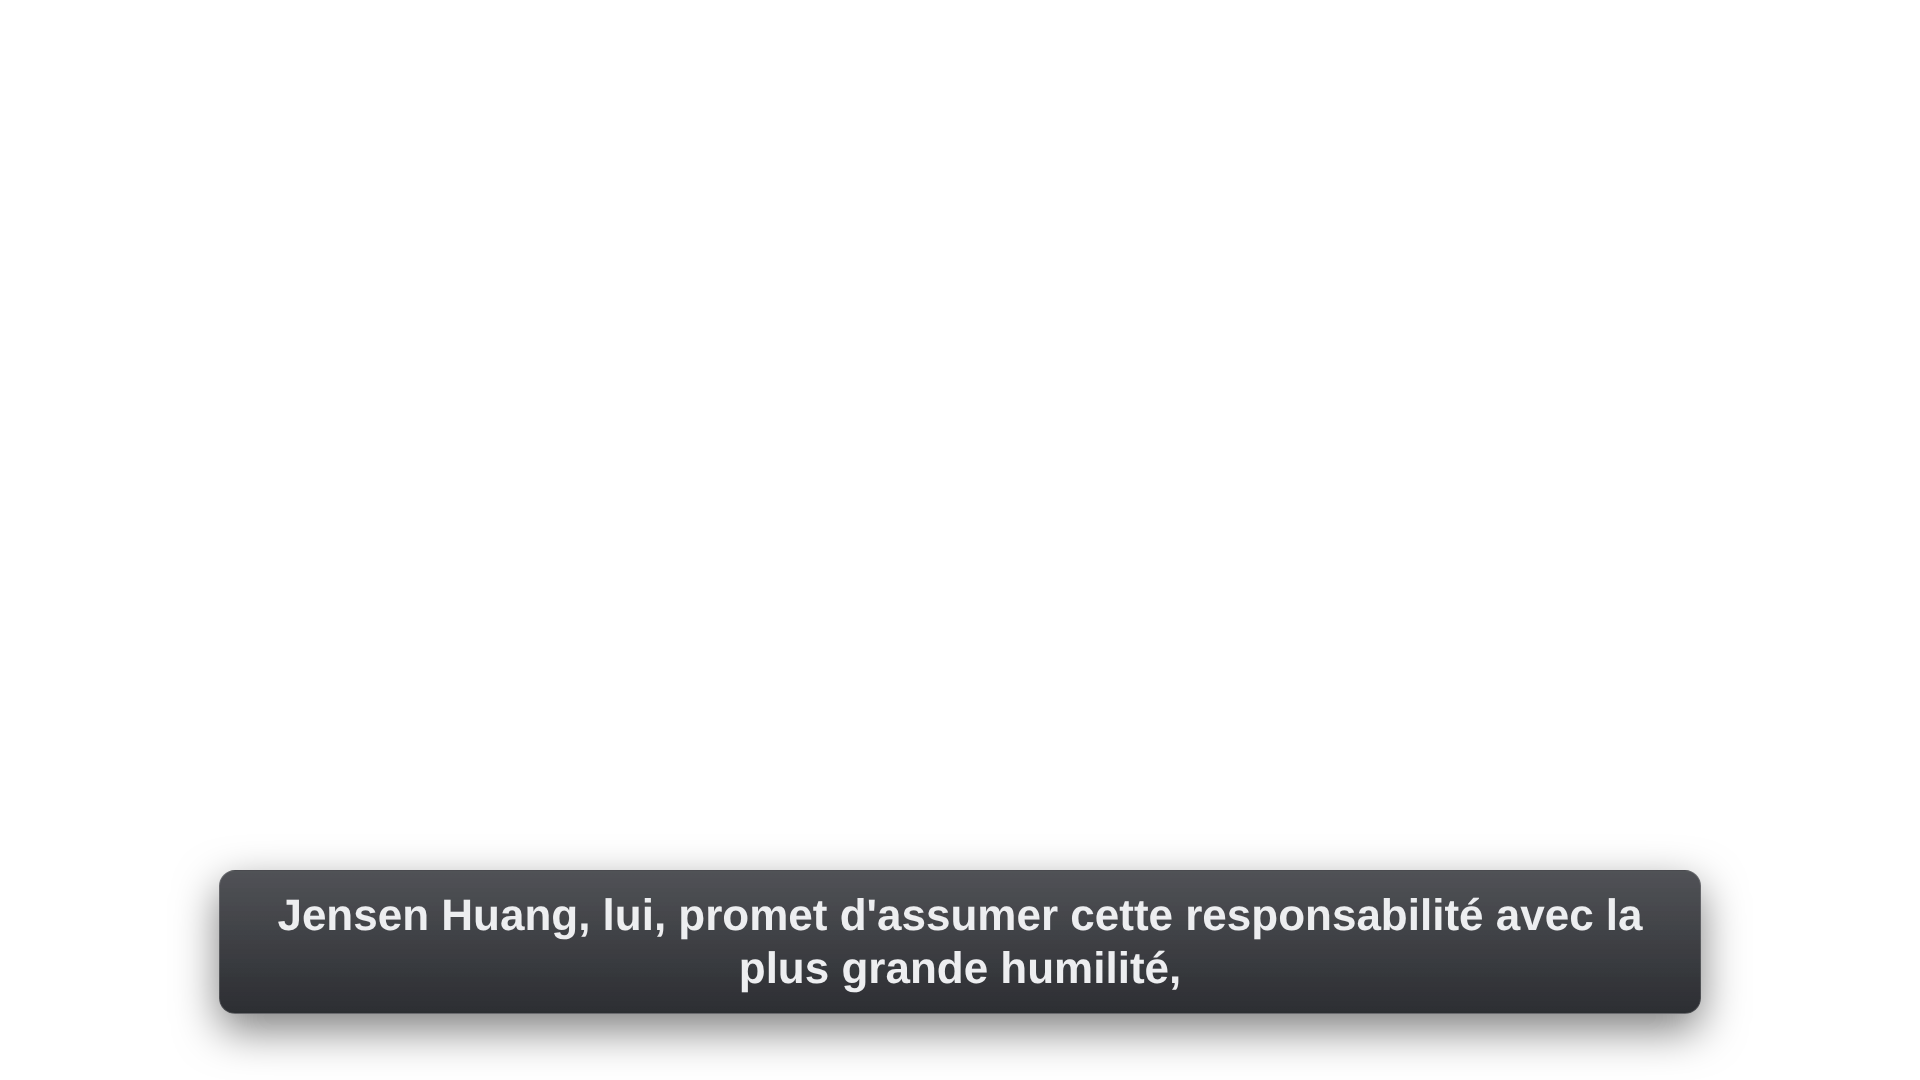 Jensen Huang, lui, promet d'assumer cette responsabilité avec la
plus grande humilité,